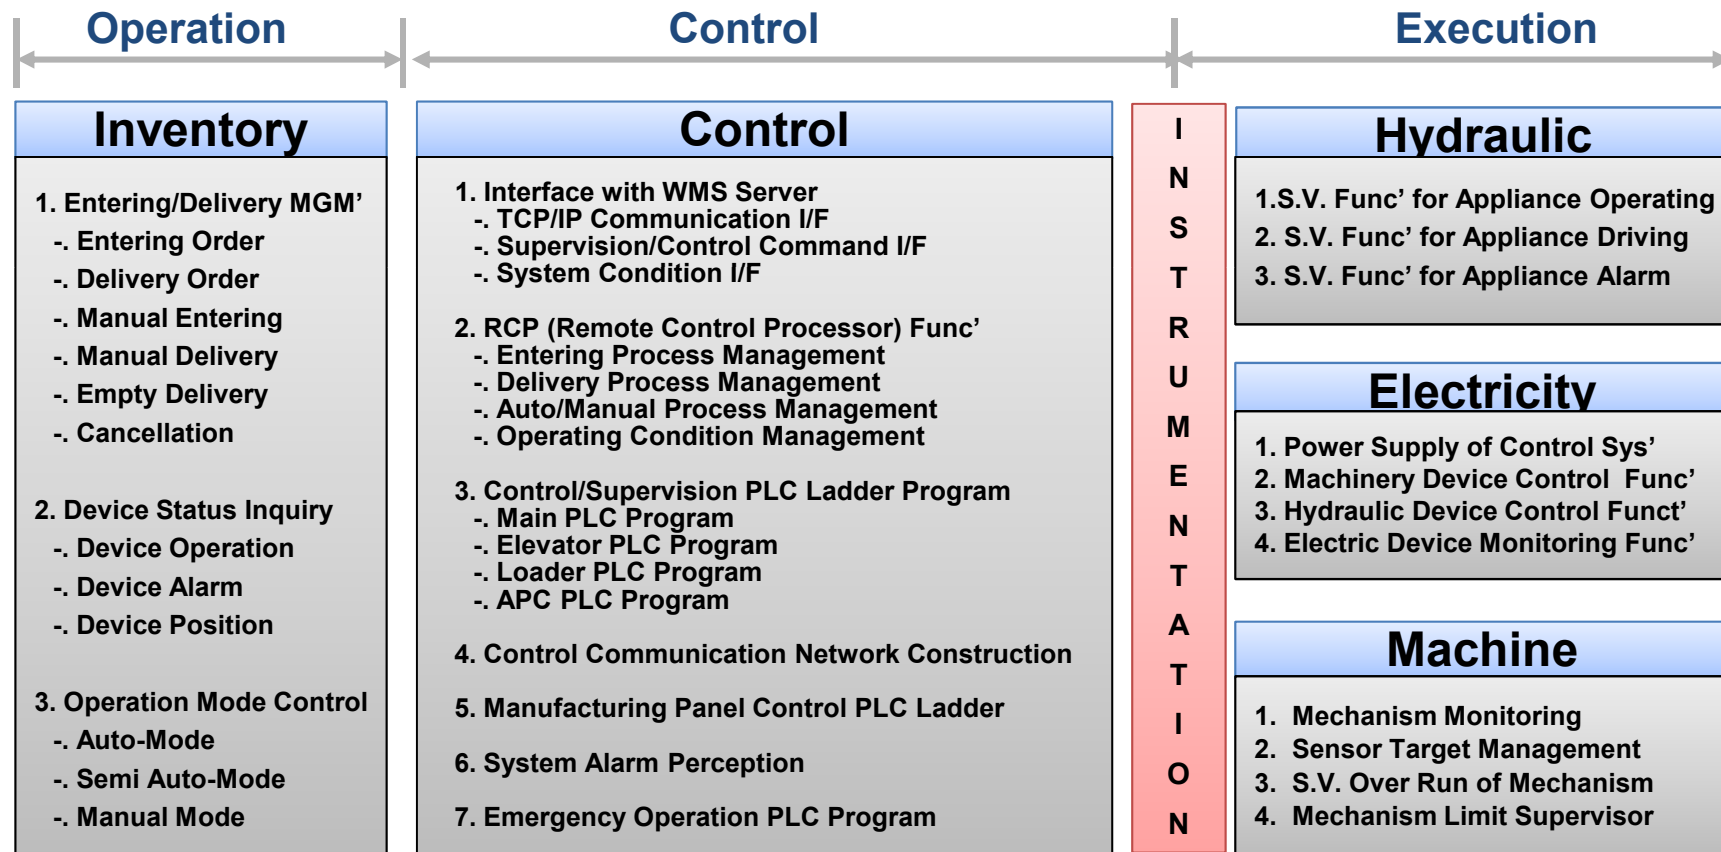 Operation
Control
Execution
Inventory
1. Entering/Delivery MGM’
-. Entering Order
-. Delivery Order
-. Manual Entering
-. Manual Delivery
-. Empty Delivery
-. Cancellation
2. Device Status Inquiry
-. Device Operation
-. Device Alarm
-. Device Position
3. Operation Mode Control
-. Auto-Mode
-. Semi Auto-Mode
-. Manual Mode
Control
1. Interface with WMS Server
-. TCP/IP Communication I/F
-. Supervision/Control Command I/F
-. System Condition I/F
2. RCP (Remote Control Processor) Func’
-. Entering Process Management
-. Delivery Process Management
-. Auto/Manual Process Management
-. Operating Condition Management
3. Control/Supervision PLC Ladder Program
-. Main PLC Program
-. Elevator PLC Program
-. Loader PLC Program
-. APC PLC Program
4. Control Communication Network Construction
5. Manufacturing Panel Control PLC Ladder
6. System Alarm Perception
7. Emergency Operation PLC Program
INSTRUMENTATION
Hydraulic
1.S.V. Func’ for Appliance Operating
2. S.V. Func’ for Appliance Driving
3. S.V. Func’ for Appliance Alarm
Electricity
1. Power Supply of Control Sys’
2. Machinery Device Control Func’
3. Hydraulic Device Control Funct’
4. Electric Device Monitoring Func’
Machine
1. Mechanism Monitoring
2. Sensor Target Management
3. S.V. Over Run of Mechanism
4. Mechanism Limit Supervisor